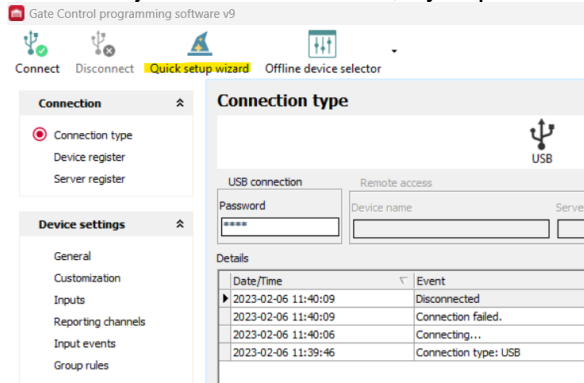 Gate Control programming software v9
Connect Disconnect Quick setup wizard Offline device selector
Connection
Connection type
Device register
Server register
Device settings
General
Customization
Inputs
Reporting channels
Input events
Group rules
Connection type
USB
USB connection Remote access
Password Device name Serve
****
Details
Date/Time Event
2023-02-06 11:40:09 Disconnected
2023-02-06 11:40:09 Connection failed.
2023-02-06 11:40:06 Connecting...
2023-02-06 11:39:46 Connection type: USB